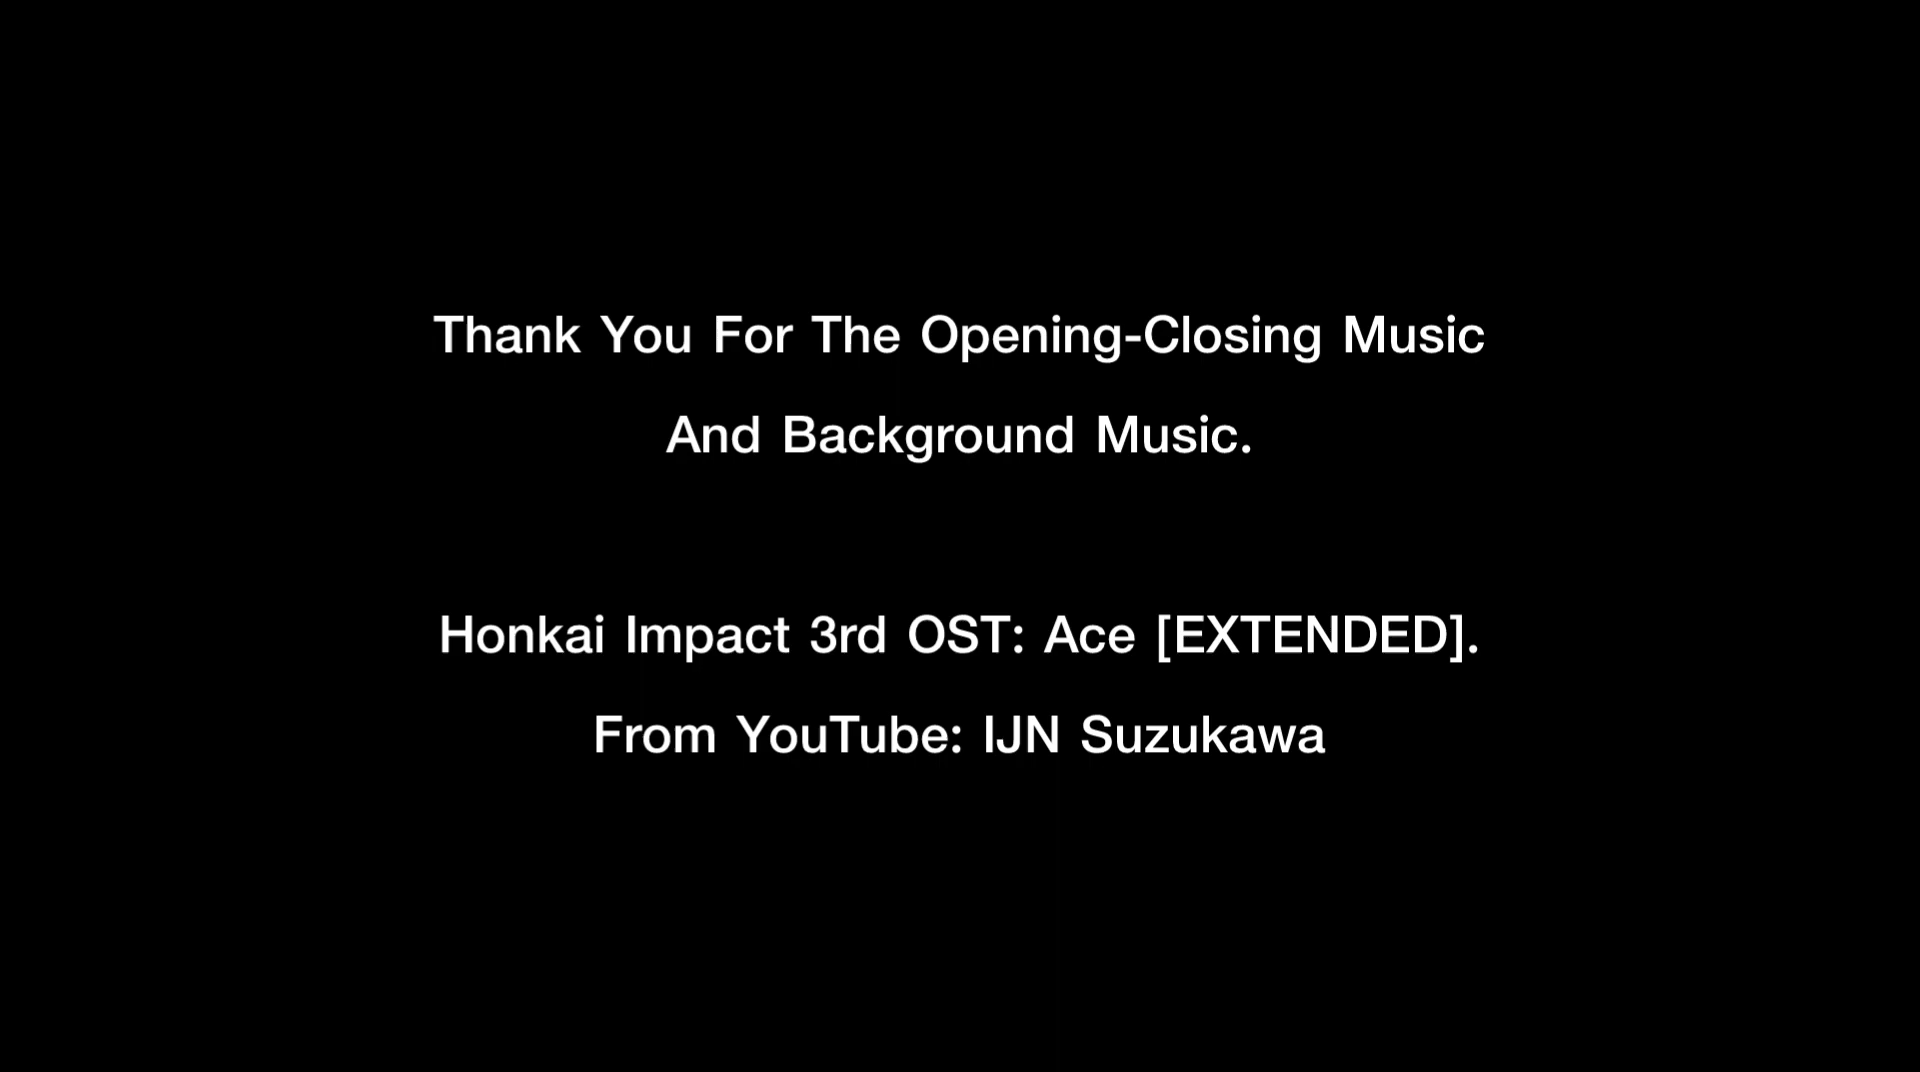 Thank You For The Opening-Closing Music
And Background Music.
Honkai Impact 3rd OST: Ace [EXTENDED].
From YouTube: IJN Suzukawa